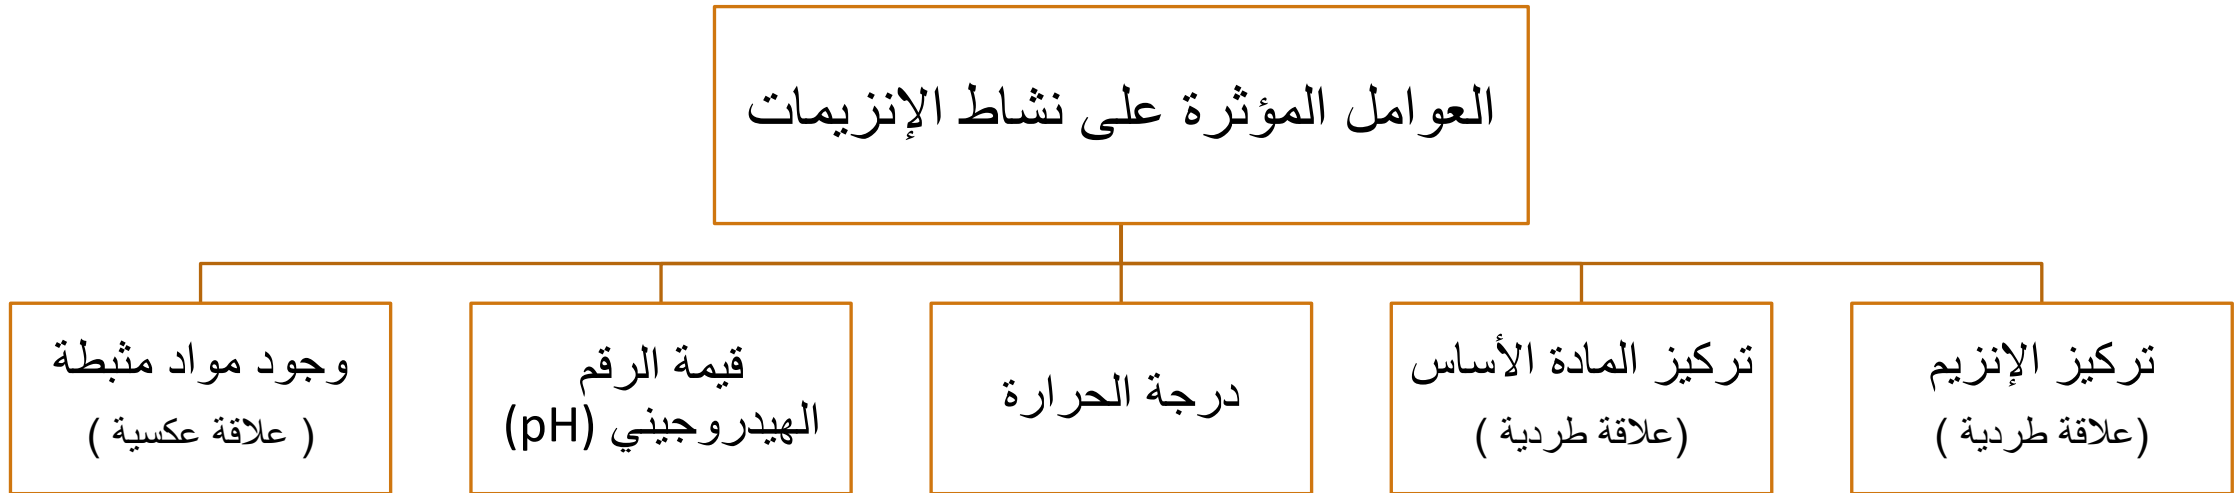 العوامل المؤثرة على نشاط الإنزيمات
تركيز الإنزيم
(علاقة طردية )
تركيز المادة الأساس
(علاقة طردية )
درجة الحرارة
قيمة الرقم
الهيدروجيني (pH)
وجود مواد مثبطة
( علاقة عكسية )